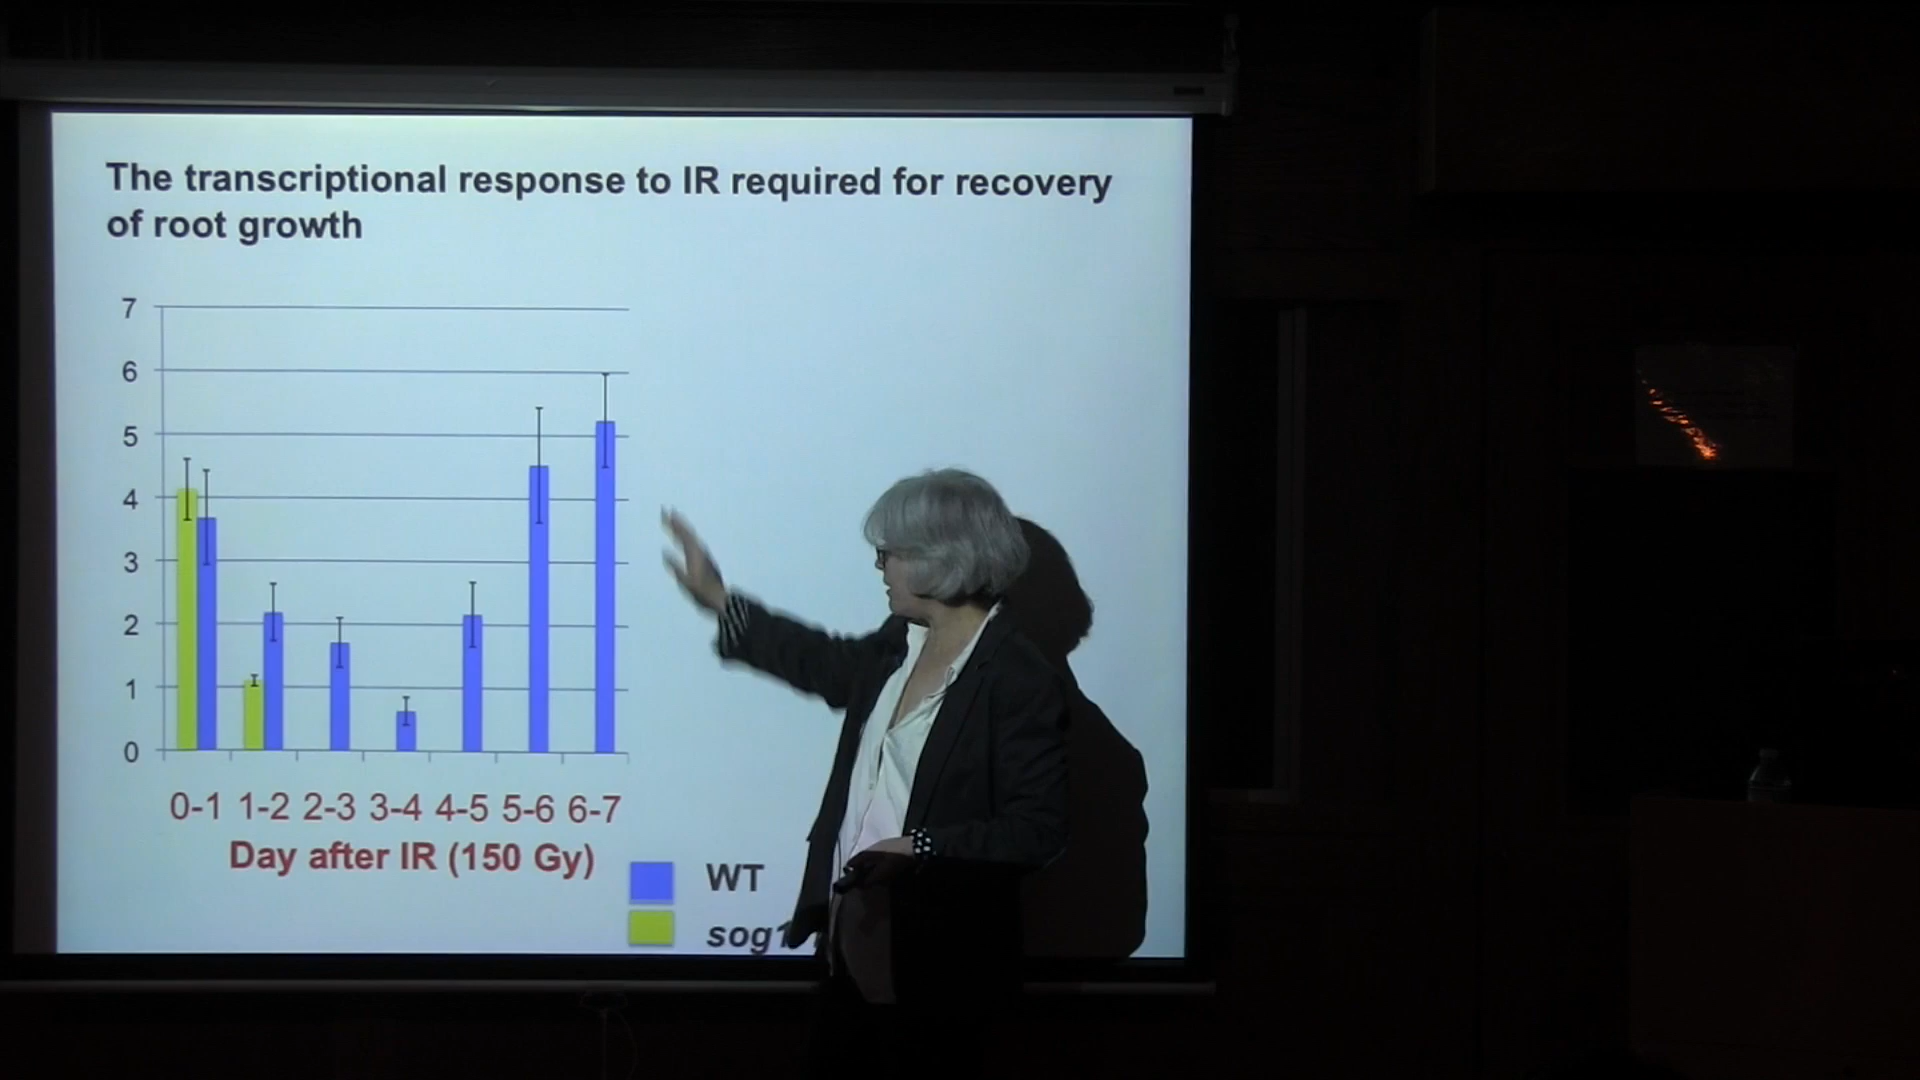 The transcriptional response to IR required for recovery
of root growth
7
6
5
4
3
2
1
0
0-1 1-2 2-3 3-4 4-5 5-6 6-7
Day after IR (150 Gy)
WT
sog1